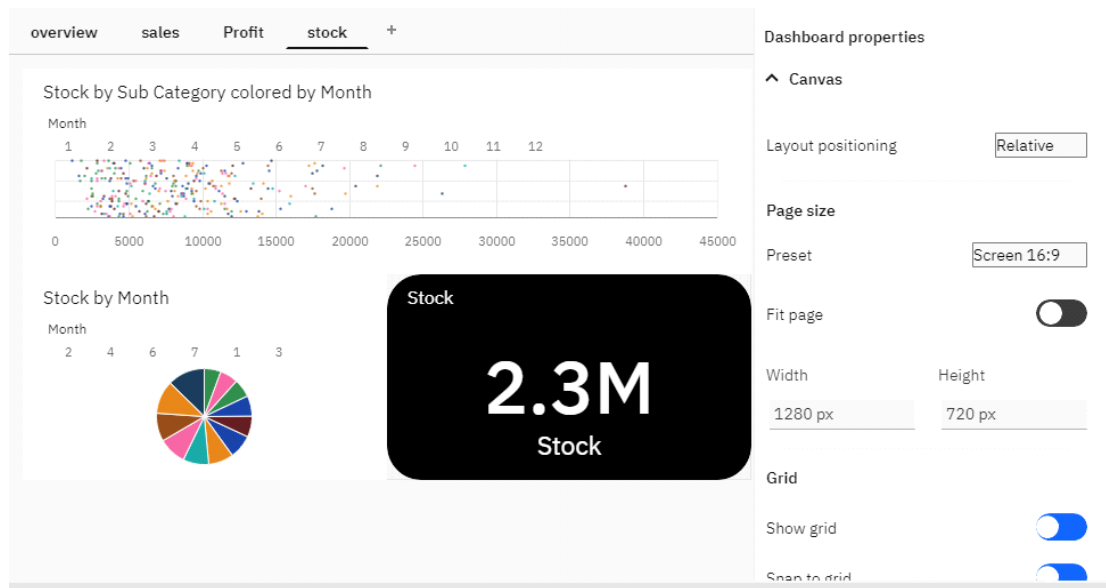 overview sales Profit stock +
Stock by Sub Category colored by Month
Month
1 2 3 4 5 6 7 8 9 10 11 12
0 5000 10000 15000 20000 25000 30000 35000 40000 45000
Stock by Month
Month
2 4 6 7 1 3
Stock
2.3M
Stock
Dashboard properties
Canvas
Layout positioning Relative
Page size
Preset Screen 16:9
Fit page
Width Height
1280 px 720 px
Grid
Show grid
Snap to grid